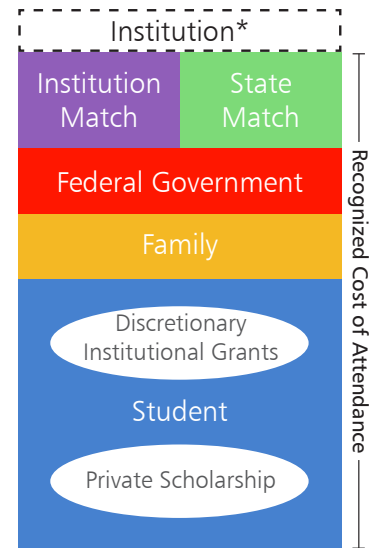 Institution*
Institution
Match
State
Match
Federal Government
Family
Discretionary
Institutional Grants
Student
Private Scholarship
Recognized Cost of Attendance